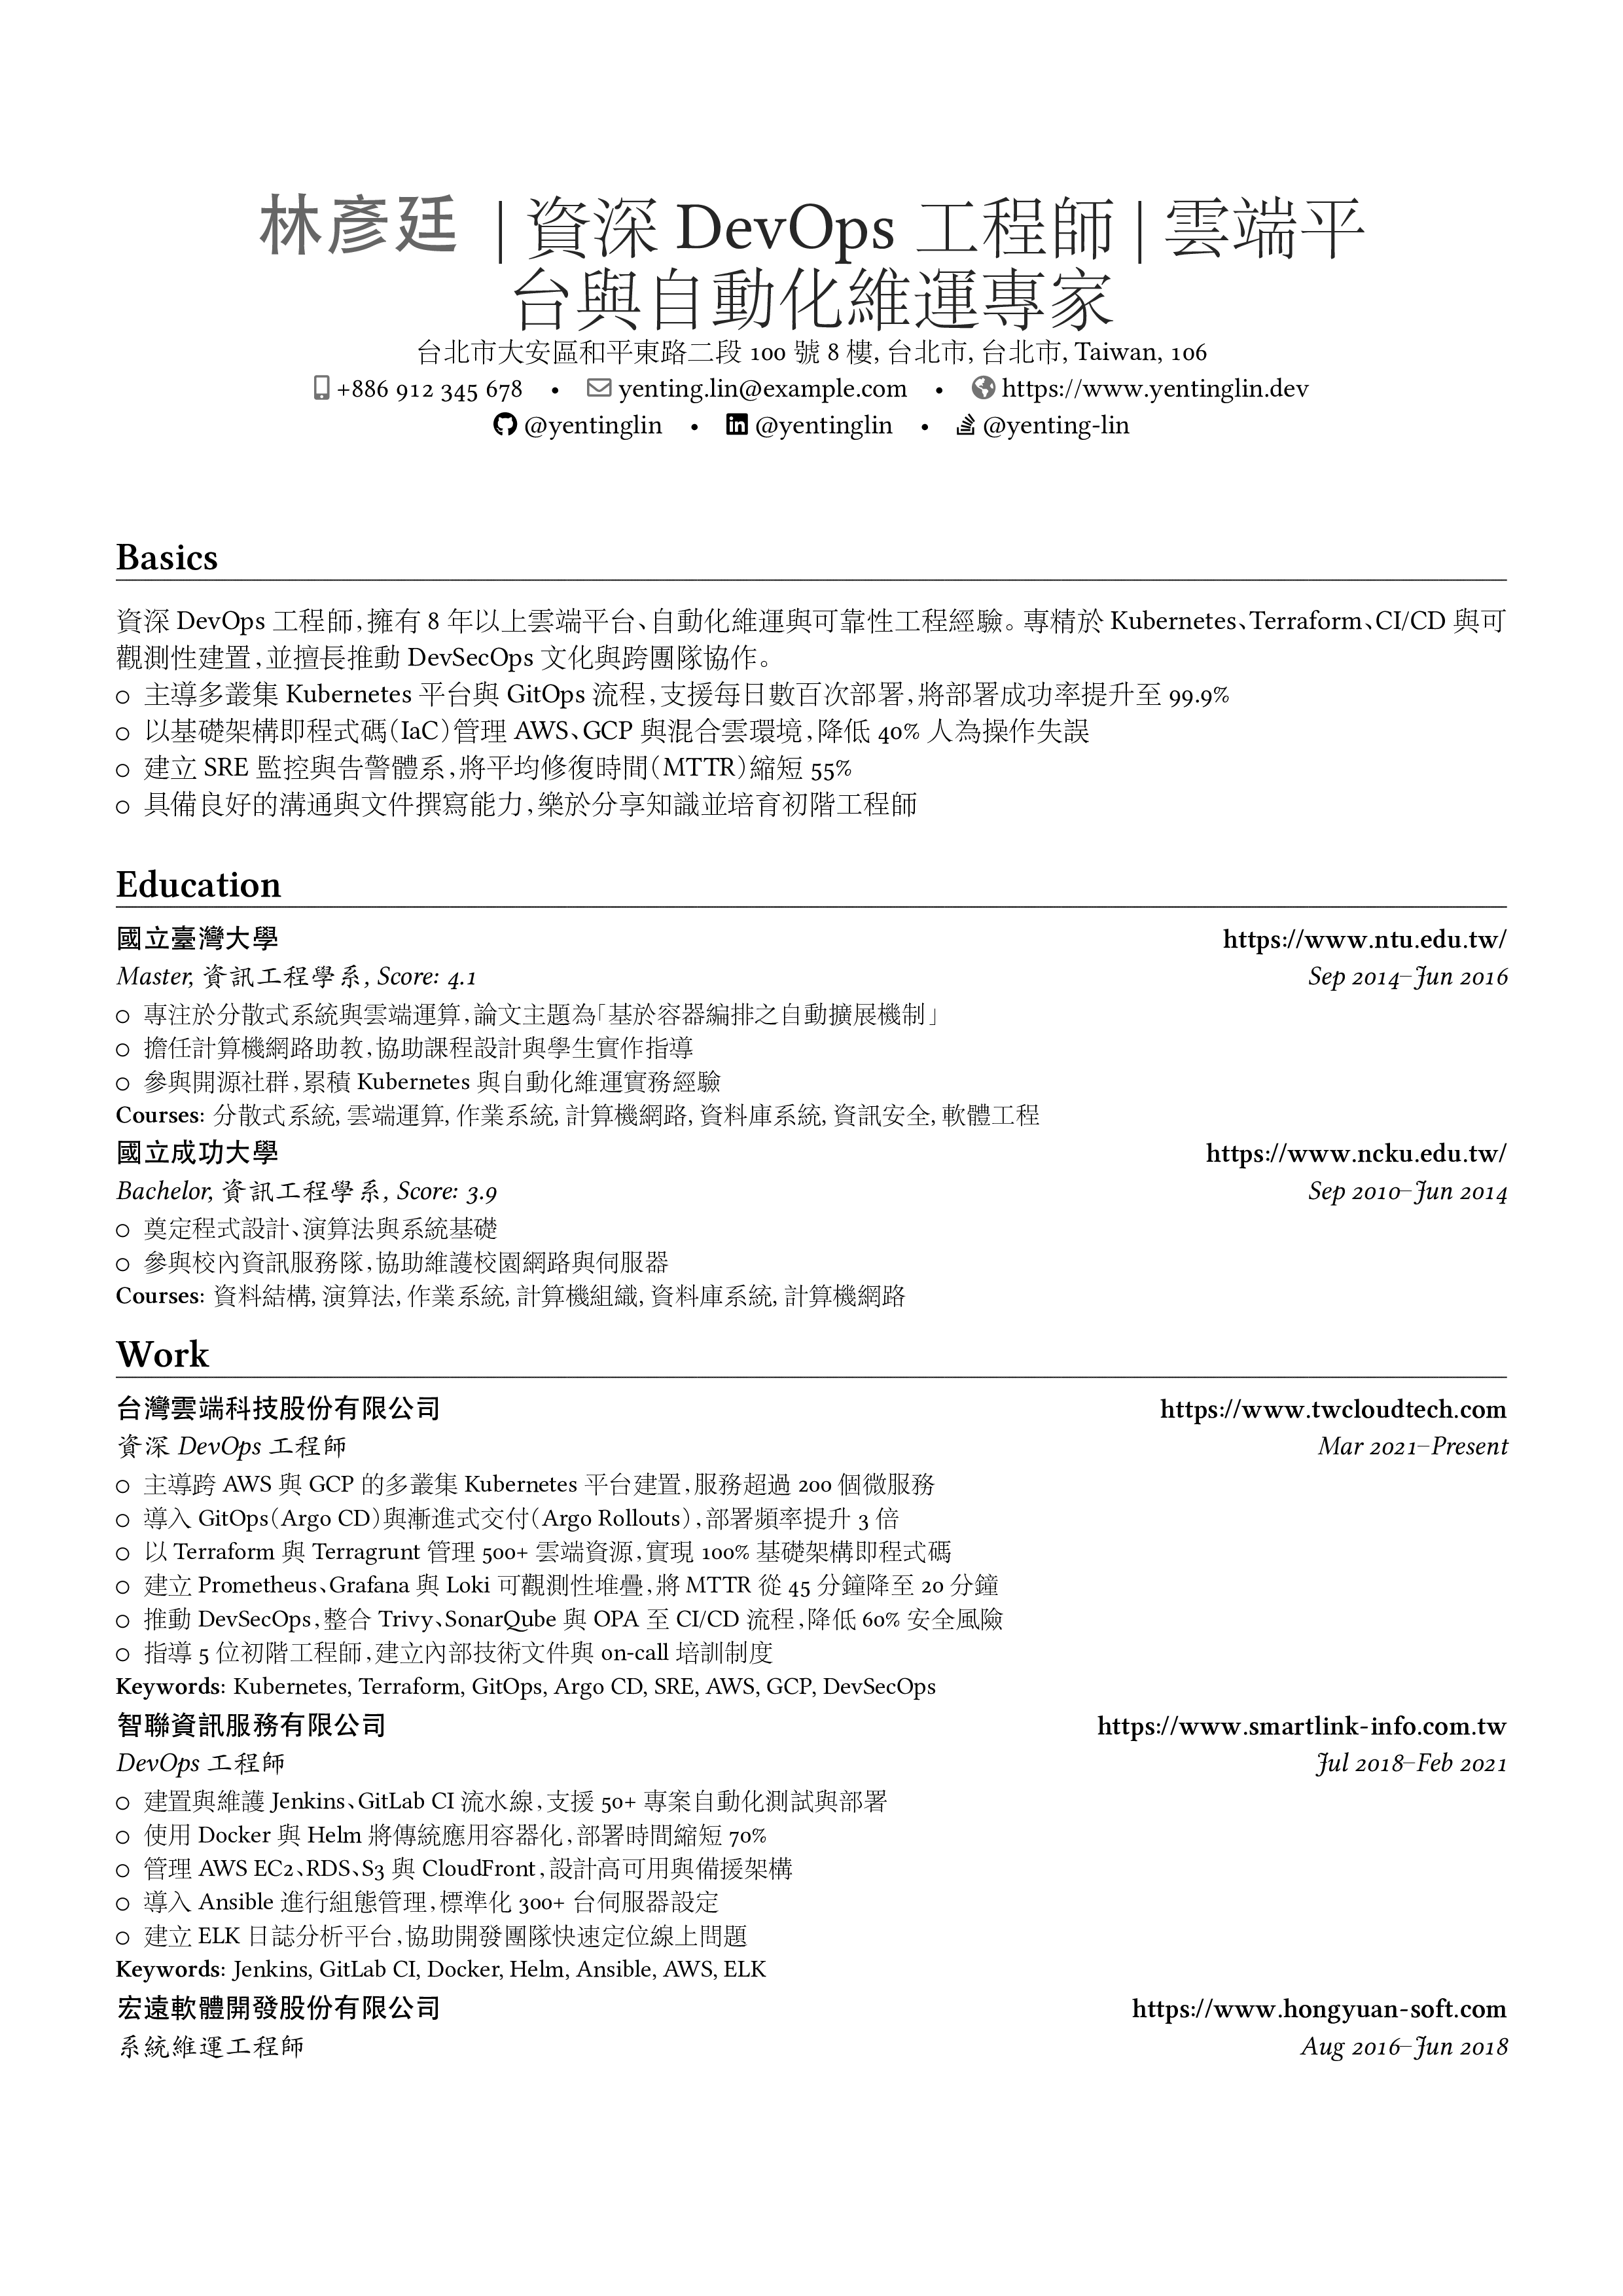 林彥廷 | 資深 DevOps 工程師 | 雲端平
台與自動化維運專家
台北市大安區和平東路二段 100 號 8 樓, 台北市, 台北市, Taiwan, 106
+886 912 345 678 • yenting.lin@example.com • https://www.yentinglin.dev
@yentinglin • @yentinglin • @yenting-lin
Basics
資深 DevOps 工程師，擁有 8 年以上雲端平台、自動化維運與可靠性工程經驗。專精於 Kubernetes、Terraform、CI/CD 與可
觀測性建置，並擅長推動 DevSecOps 文化與跨團隊協作。
○ 主導多叢集 Kubernetes 平台與 GitOps 流程，支援每日數百次部署，將部署成功率提升至 99.9%
○ 以基礎架構即程式碼（IaC）管理 AWS、GCP 與混合雲環境，降低 40% 人為操作失誤
○ 建立 SRE 監控與告警體系，將平均修復時間（MTTR）縮短 55%
○ 具備良好的溝通與文件撰寫能力，樂於分享知識並培育初階工程師
Education
國立臺灣大學 https://www.ntu.edu.tw/
Master, 資訊工程學系, Score: 4.1 Sep 2014–Jun 2016
○ 專注於分散式系統與雲端運算，論文主題為「基於容器編排之自動擴展機制」
○ 擔任計算機網路助教，協助課程設計與學生實作指導
○ 參與開源社群，累積 Kubernetes 與自動化維運實務經驗
Courses: 分散式系統, 雲端運算, 作業系統, 計算機網路, 資料庫系統, 資訊安全, 軟體工程
國立成功大學 https://www.ncku.edu.tw/
Bachelor, 資訊工程學系, Score: 3.9 Sep 2010–Jun 2014
○ 奠定程式設計、演算法與系統基礎
○ 參與校內資訊服務隊，協助維護校園網路與伺服器
Courses: 資料結構, 演算法, 作業系統, 計算機組織, 資料庫系統, 計算機網路
Work
台灣雲端科技股份有限公司 https://www.twcloudtech.com
資深 DevOps 工程師 Mar 2021–Present
○ 主導跨 AWS 與 GCP 的多叢集 Kubernetes 平台建置，服務超過 200 個微服務
○ 導入 GitOps（Argo CD）與漸進式交付（Argo Rollouts），部署頻率提升 3 倍
○ 以 Terraform 與 Terragrunt 管理 500+ 雲端資源，實現 100% 基礎架構即程式碼
○ 建立 Prometheus、Grafana 與 Loki 可觀測性堆疊，將 MTTR 從 45 分鐘降至 20 分鐘
○ 推動 DevSecOps，整合 Trivy、SonarQube 與 OPA 至 CI/CD 流程，降低 60% 安全風險
○ 指導 5 位初階工程師，建立內部技術文件與 on-call 培訓制度
Keywords: Kubernetes, Terraform, GitOps, Argo CD, SRE, AWS, GCP, DevSecOps
智聯資訊服務有限公司 https://www.smartlink-info.com.tw
DevOps 工程師 Jul 2018–Feb 2021
○ 建置與維護 Jenkins、GitLab CI 流水線，支援 50+ 專案自動化測試與部署
○ 使用 Docker 與 Helm 將傳統應用容器化，部署時間縮短 70%
○ 管理 AWS EC2、RDS、S3 與 CloudFront，設計高可用與備援架構
○ 導入 Ansible 進行組態管理，標準化 300+ 台伺服器設定
○ 建立 ELK 日誌分析平台，協助開發團隊快速定位線上問題
Keywords: Jenkins, GitLab CI, Docker, Helm, Ansible, AWS, ELK
宏遠軟體開發股份有限公司 https://www.hongyuan-soft.com
系統維運工程師 Aug 2016–Jun 2018